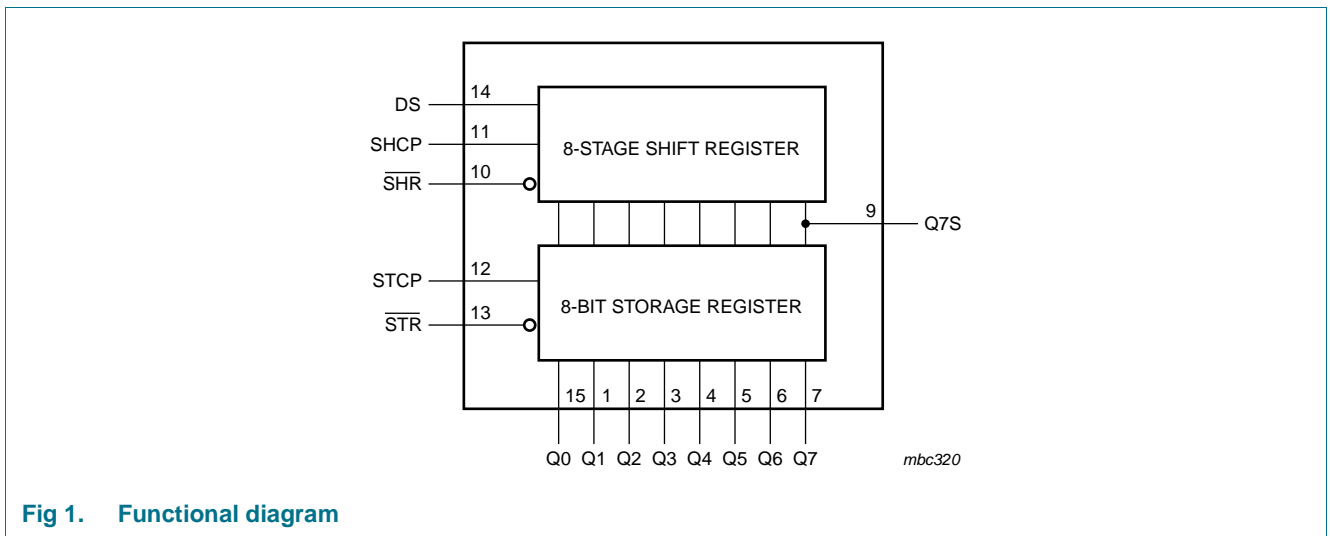 14
DS
11
SHCP
8-STAGE SHIFT REGISTER
10
SHR
9
Q7S
12
STCP
8-BIT STORAGE REGISTER
13
STR
15 1 2 3 4 5 6 7
Q0 Q1 Q2 Q3 Q4 Q5 Q6 Q7
mbc320
Fig 1. Functional diagram